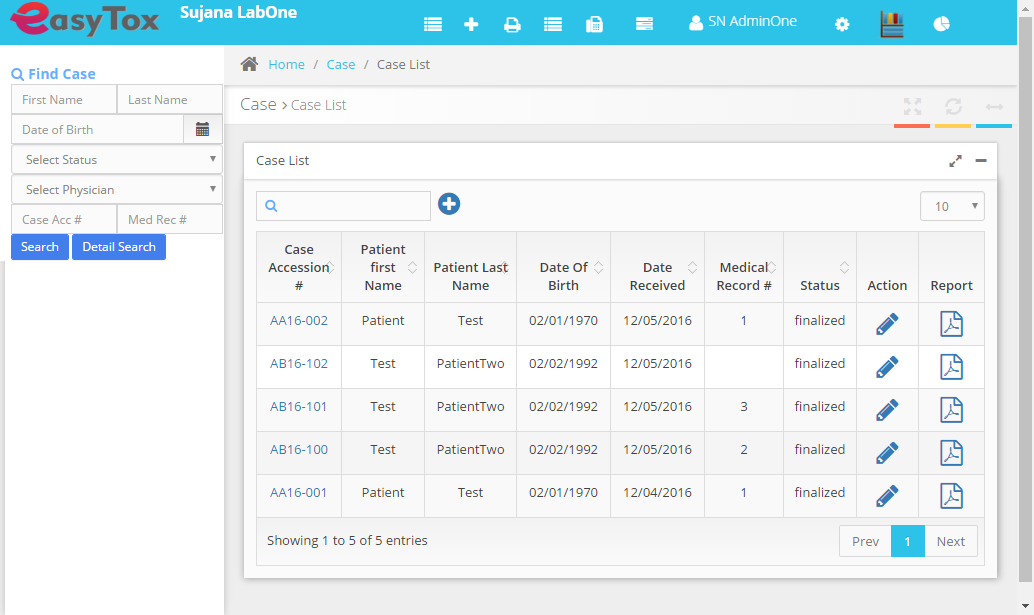 easyTox
Sujana LabOne
SN AdminOne
Find Case
First Name Last Name
Date of Birth
Select Status
Select Physician
Case Acc # Med Rec #
Search Detail Search
Home / Case / Case List
Case > Case List
Case List
10
Case Accession # Patient first Name Patient Last Name Date Of Birth Date Received Medical Record # Status Action Report
AA16-002 Patient Test 02/01/1970 12/05/2016 1 finalized
AB16-102 Test PatientTwo 02/02/1992 12/05/2016 finalized
AB16-101 Test PatientTwo 02/02/1992 12/05/2016 3 finalized
AB16-100 Test PatientTwo 02/02/1992 12/05/2016 2 finalized
AA16-001 Patient Test 02/01/1970 12/04/2016 1 finalized
Showing 1 to 5 of 5 entries
Prev 1 Next